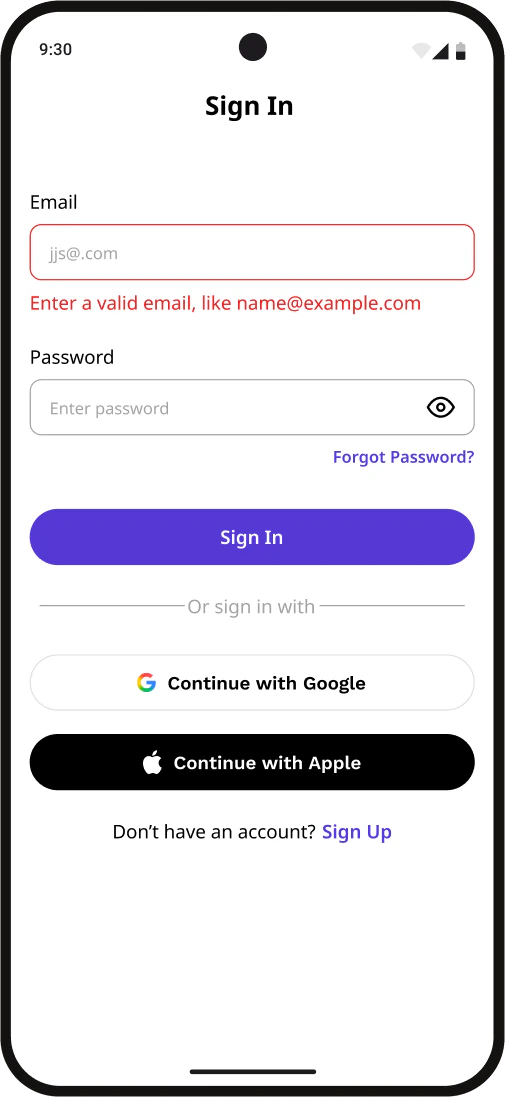 9:30
Sign In
Email
jjs@.com
Enter a valid email, like name@example.com
Password
Enter password
Forgot Password?
Sign In
Or sign in with
Continue with Google
Continue with Apple
Don’t have an account? Sign Up